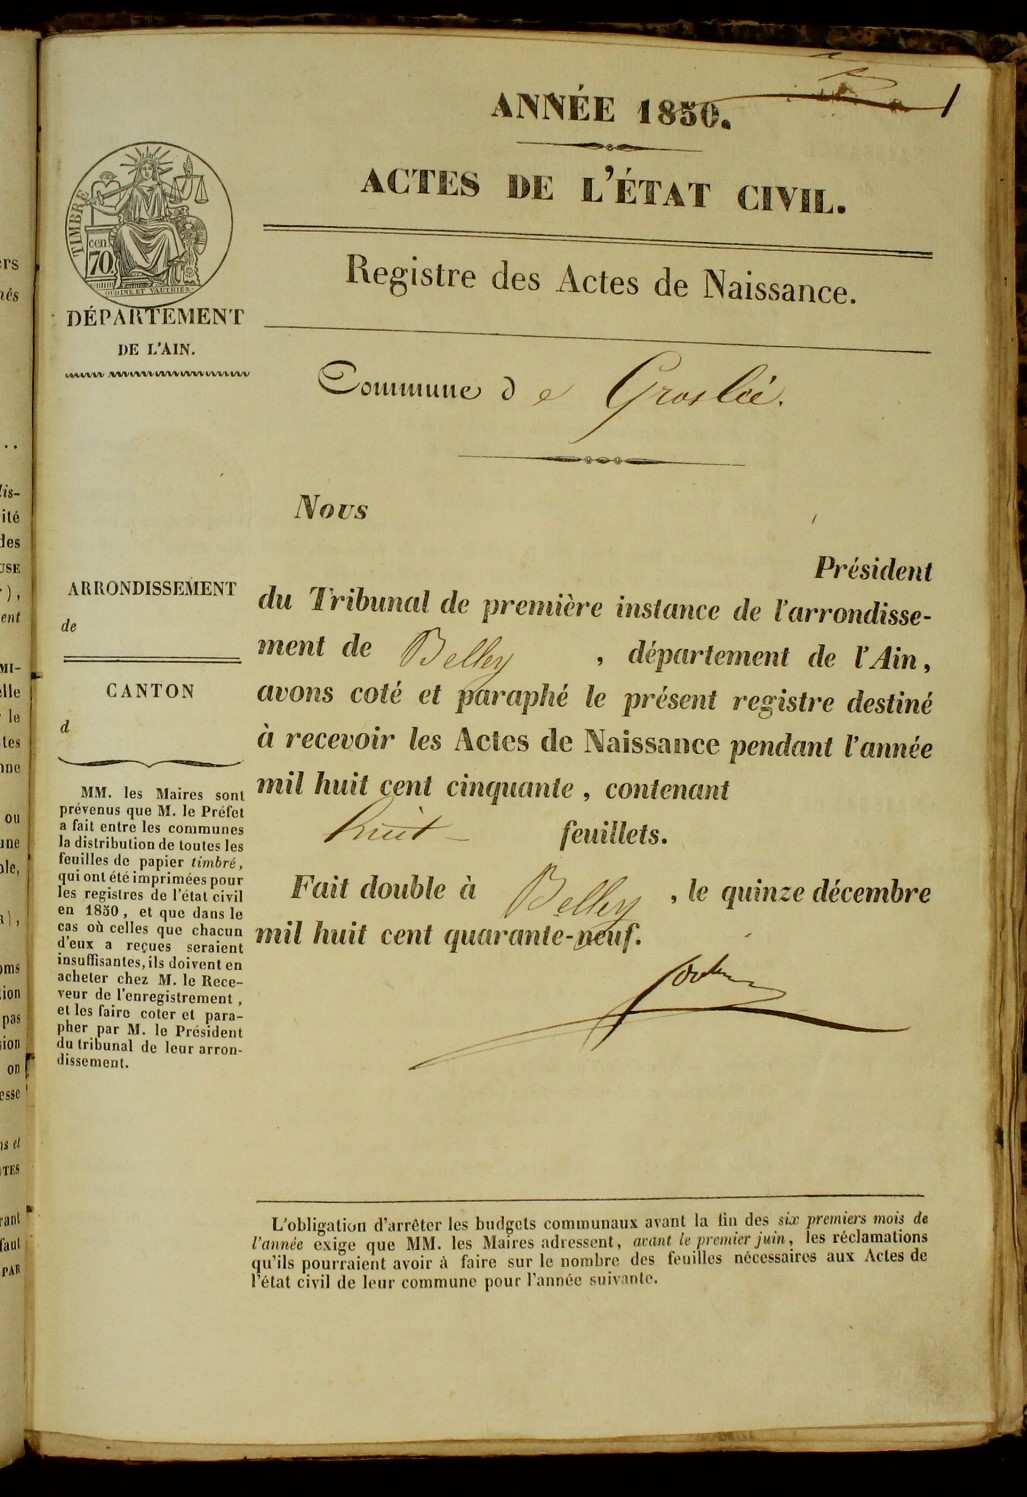 1
ANNÉE 1850.
ACTES DE L'ÉTAT CIVIL.
Registre des Actes de Naissance.
Commune de Groslée.
TIMBRE
cen.
70
OUDINÉ ET VAUTHIER
DÉPARTEMENT
DE L'AIN.
ARRONDISSEMENT
de
CANTON
d
MM. les Maires sont
prévenus que M. le Préfet
a fait entre les communes
la distribution de toutes les
feuilles de papier timbré,
qui ont été imprimées pour
les registres de l'état civil
en 1850, et que dans le
cas où celles que chacun
d'eux a reçues seraient
insuffisantes, ils doivent en
acheter chez M. le Rece-
veur de l'enregistrement,
et les faire coter et para-
pher par M. le Président
du tribunal de leur arron-
dissement.
Nous
Président
du Tribunal de première instance de l'arrondisse-
ment de Belley, département de l'Ain,
avons coté et paraphé le présent registre destiné
à recevoir les Actes de Naissance pendant l'année
mil huit cent cinquante, contenant
huit feuillets.
Fait double à Belley, le quinze décembre
mil huit cent quarante-neuf.
L'obligation d'arrêter les budgets communaux avant la fin des six premiers mois de
l'année exige que MM. les Maires adressent, avant le premier juin, les réclamations
qu'ils pourraient avoir à faire sur le nombre des feuilles nécessaires aux Actes de
l'état civil de leur commune pour l'année suivante.